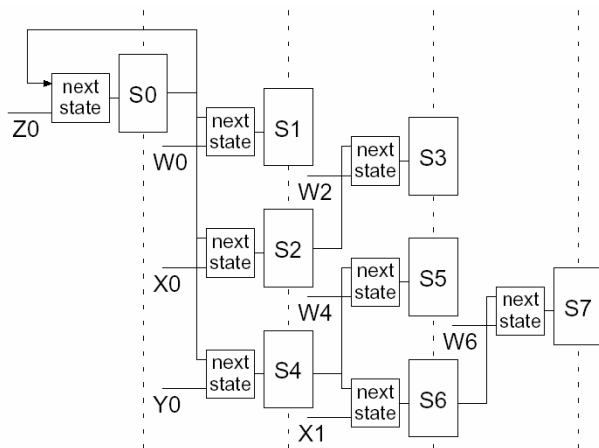 next
state
S0
Z0
next
state
S1
W0
next
state
S3
W2
next
state
S2
X0
next
state
S5
W4
next
state
S7
W6
next
state
S4
Y0
next
state
S6
X1